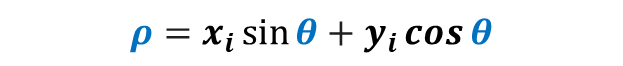 ρ = xᵢ sin θ + yᵢ cos θ